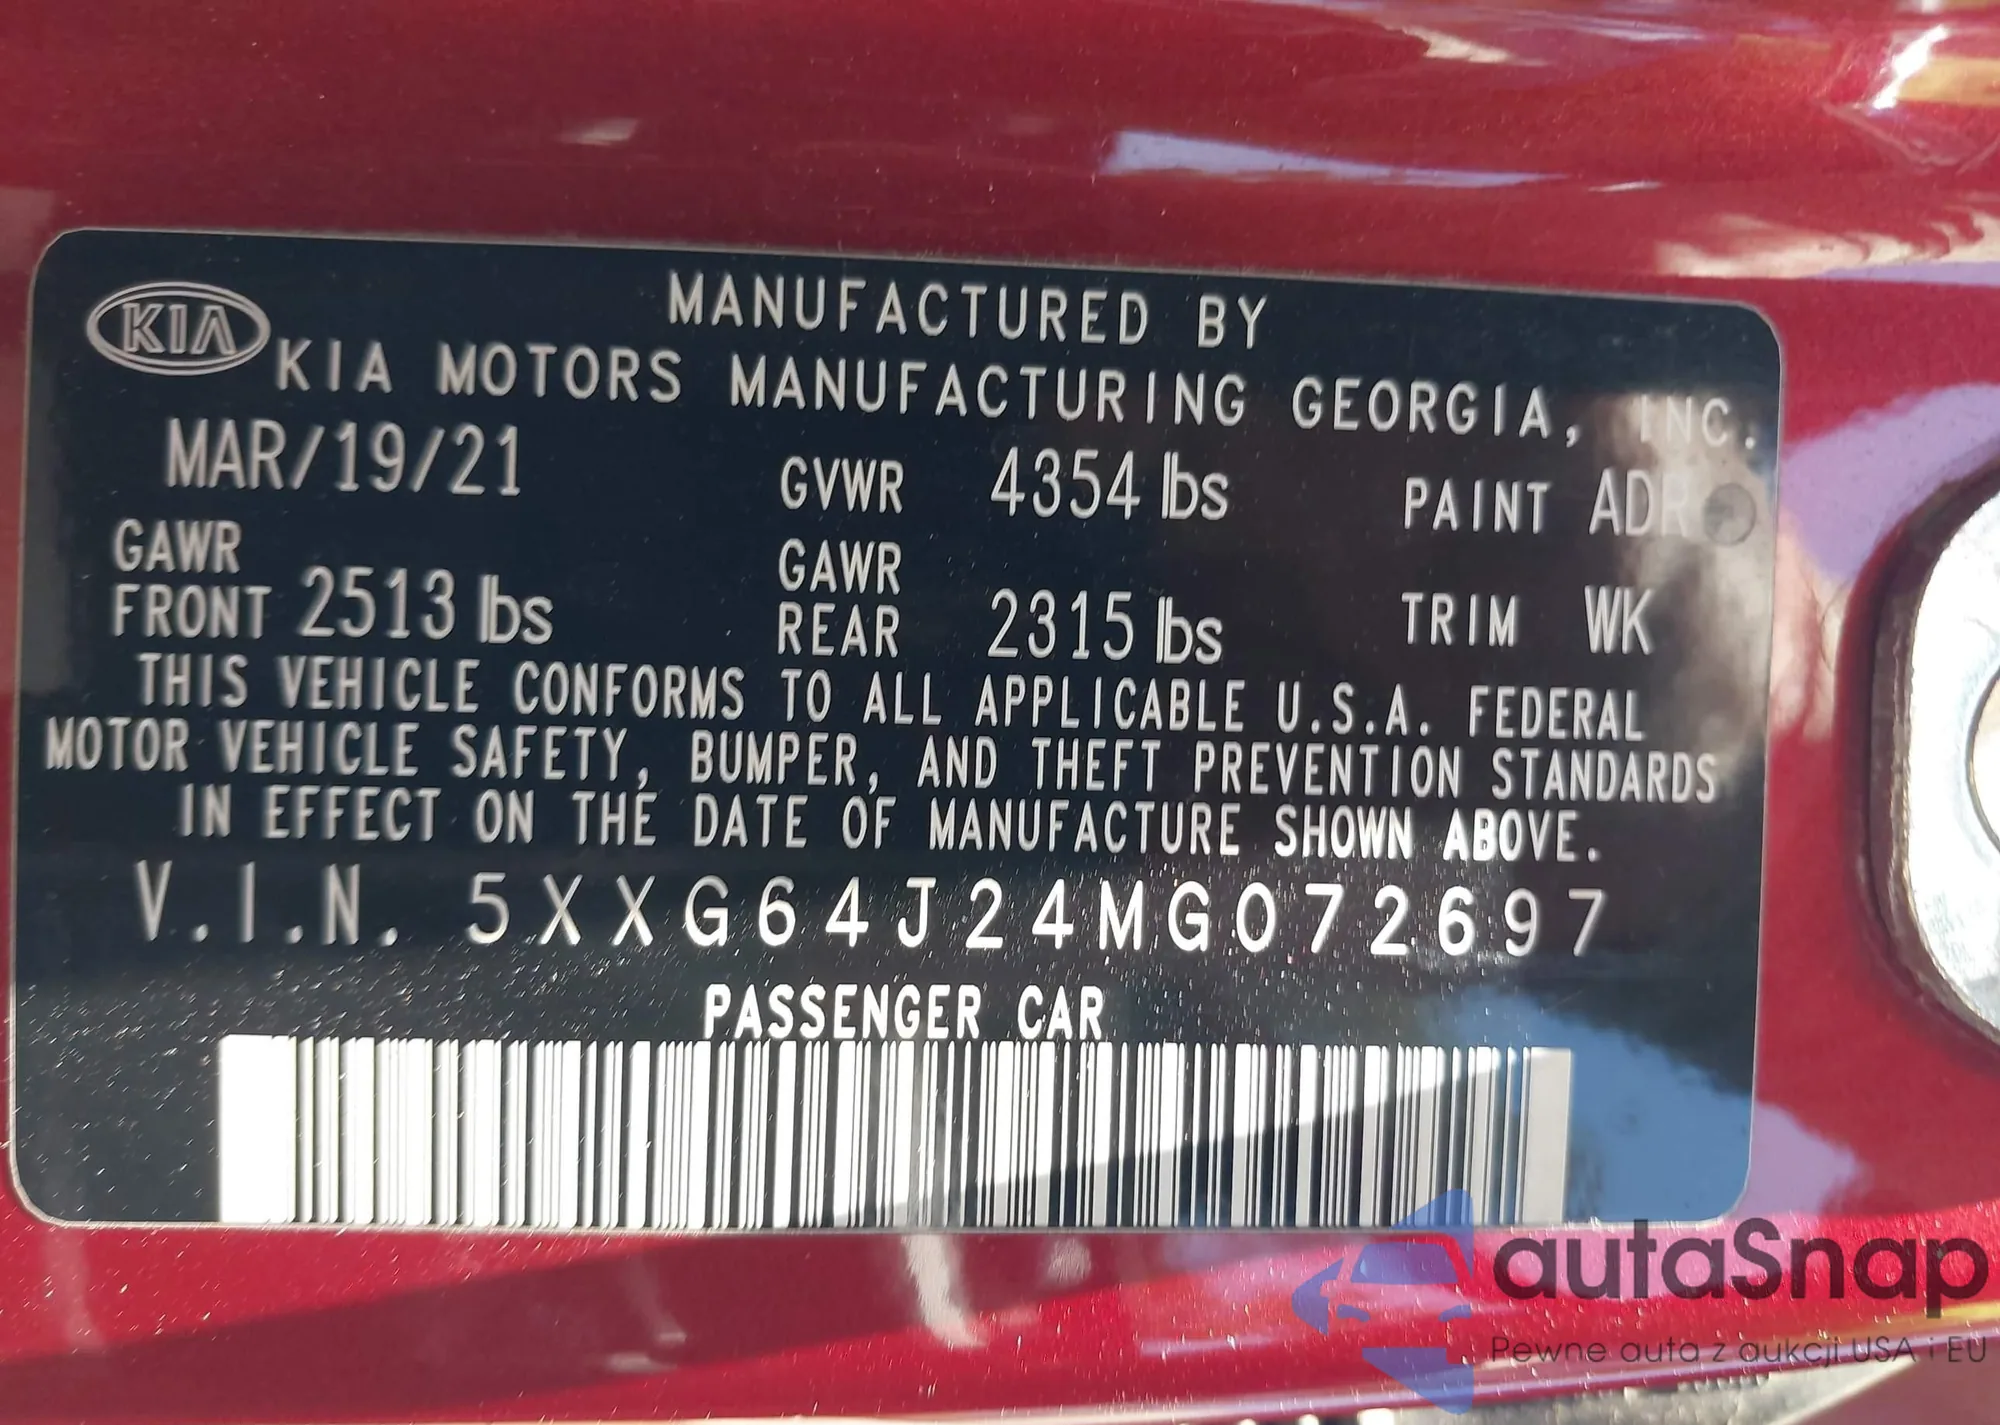 MANUFACTURED BY
KIA KIA MOTORS MANUFACTURING GEORGIA, INC.
MAR/19/21 GVWR 4354 lbs PAINT ADR
GAWR FRONT 2513 lbs GAWR REAR 2315 lbs TRIM WK
THIS VEHICLE CONFORMS TO ALL APPLICABLE U.S.A. FEDERAL
MOTOR VEHICLE SAFETY, BUMPER, AND THEFT PREVENTION STANDARDS
IN EFFECT ON THE DATE OF MANUFACTURE SHOWN ABOVE.
V.I.N. 5XXG64J24MG072697
PASSENGER CAR
autaSnap
Pewne auta z aukcji USA i EU